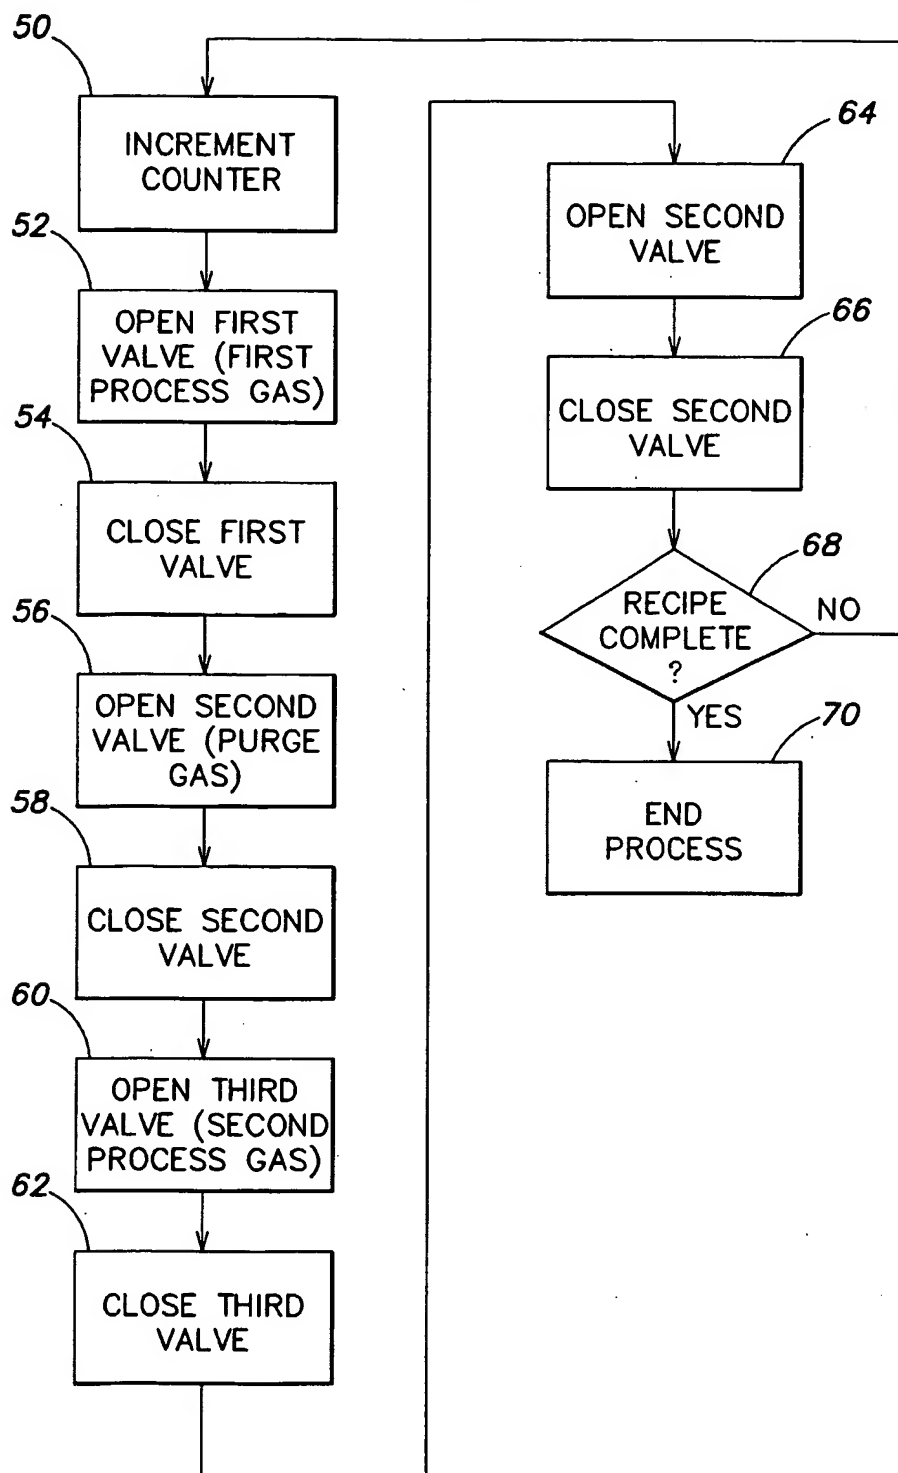 50
INCREMENT
COUNTER
52
OPEN FIRST
VALVE (FIRST
PROCESS GAS)
54
CLOSE FIRST
VALVE
56
OPEN SECOND
VALVE (PURGE
GAS)
58
CLOSE SECOND
VALVE
60
OPEN THIRD
VALVE (SECOND
PROCESS GAS)
62
CLOSE THIRD
VALVE
64
OPEN SECOND
VALVE
66
CLOSE SECOND
VALVE
68
RECIPE
COMPLETE
?
NO
YES
70
END
PROCESS